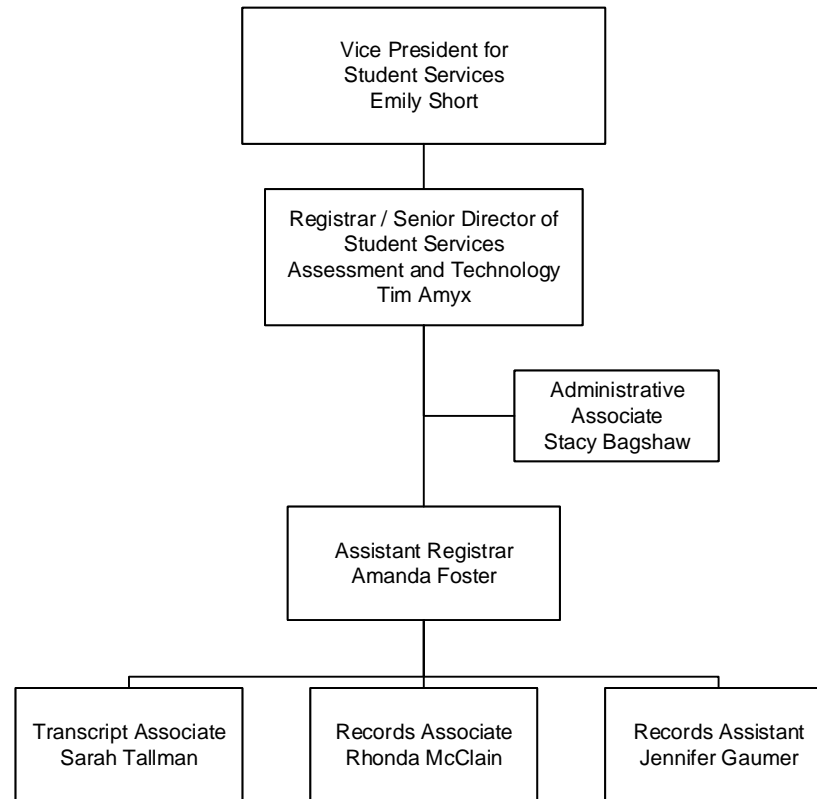 Vice President for
Student Services
Emily Short
Registrar / Senior Director of
Student Services
Assessment and Technology
Tim Amyx
Administrative
Associate
Stacy Bagshaw
Assistant Registrar
Amanda Foster
Transcript Associate
Sarah Tallman
Records Associate
Rhonda McClain
Records Assistant
Jennifer Gaumer